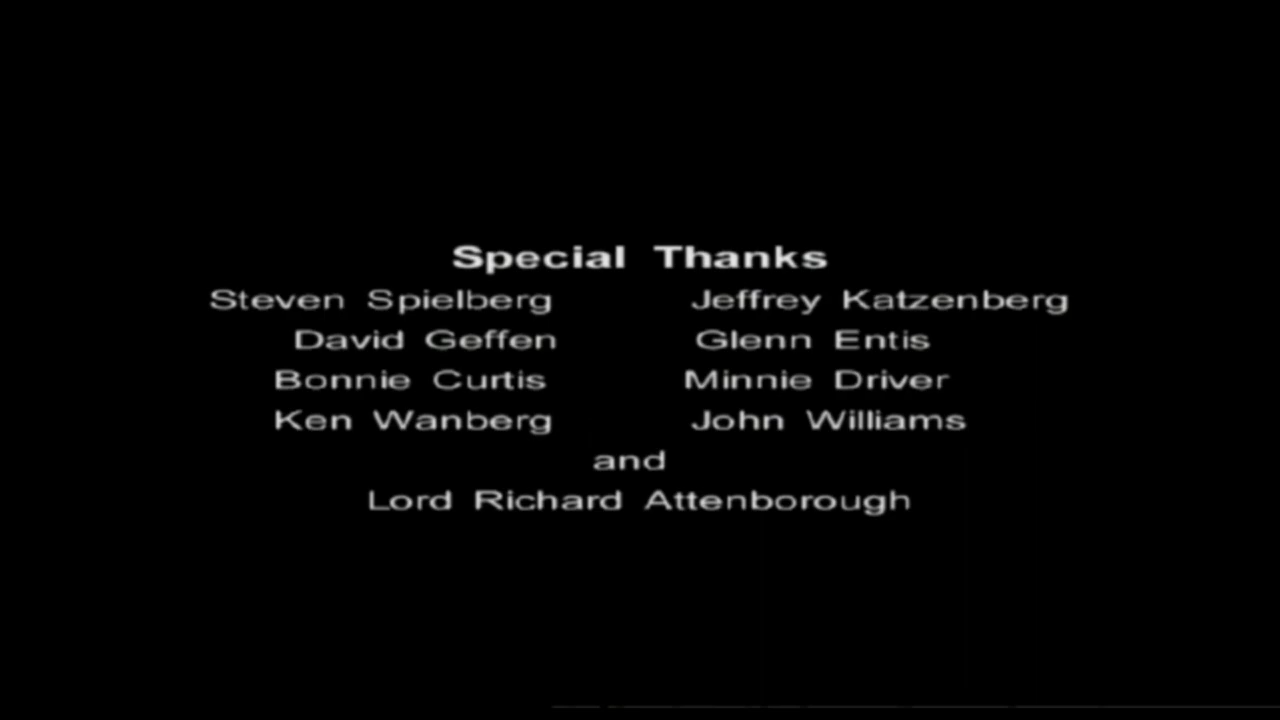 Special Thanks
Steven Spielberg Jeffrey Katzenberg
David Geffen Glenn Entis
Bonnie Curtis Minnie Driver
Ken Wanberg John Williams
and
Lord Richard Attenborough